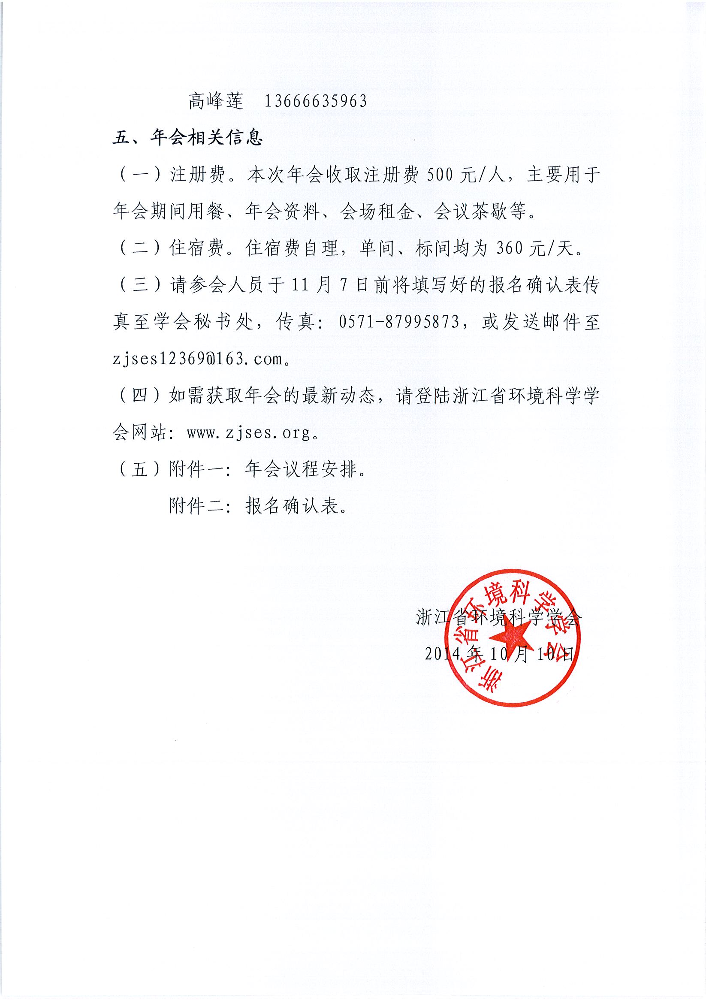 高峰莲 13666635963
五、年会相关信息
（一）注册费。本次年会收取注册费 500 元/人，主要用于
年会期间用餐、年会资料、会场租金、会议茶歇等。
（二）住宿费。住宿费自理，单间、标间均为 360 元/天。
（三）请参会人员于 11 月 7 日前将填写好的报名确认表传
真至学会秘书处，传真：0571-87995873，或发送邮件至
zjses12369@163.com。
（四）如需获取年会的最新动态，请登陆浙江省环境科学学
会网站：www.zjses.org。
（五）附件一：年会议程安排。
附件二：报名确认表。
浙江省环境科学学会
2014 年 10 月 10 日
浙江省环境科学学会